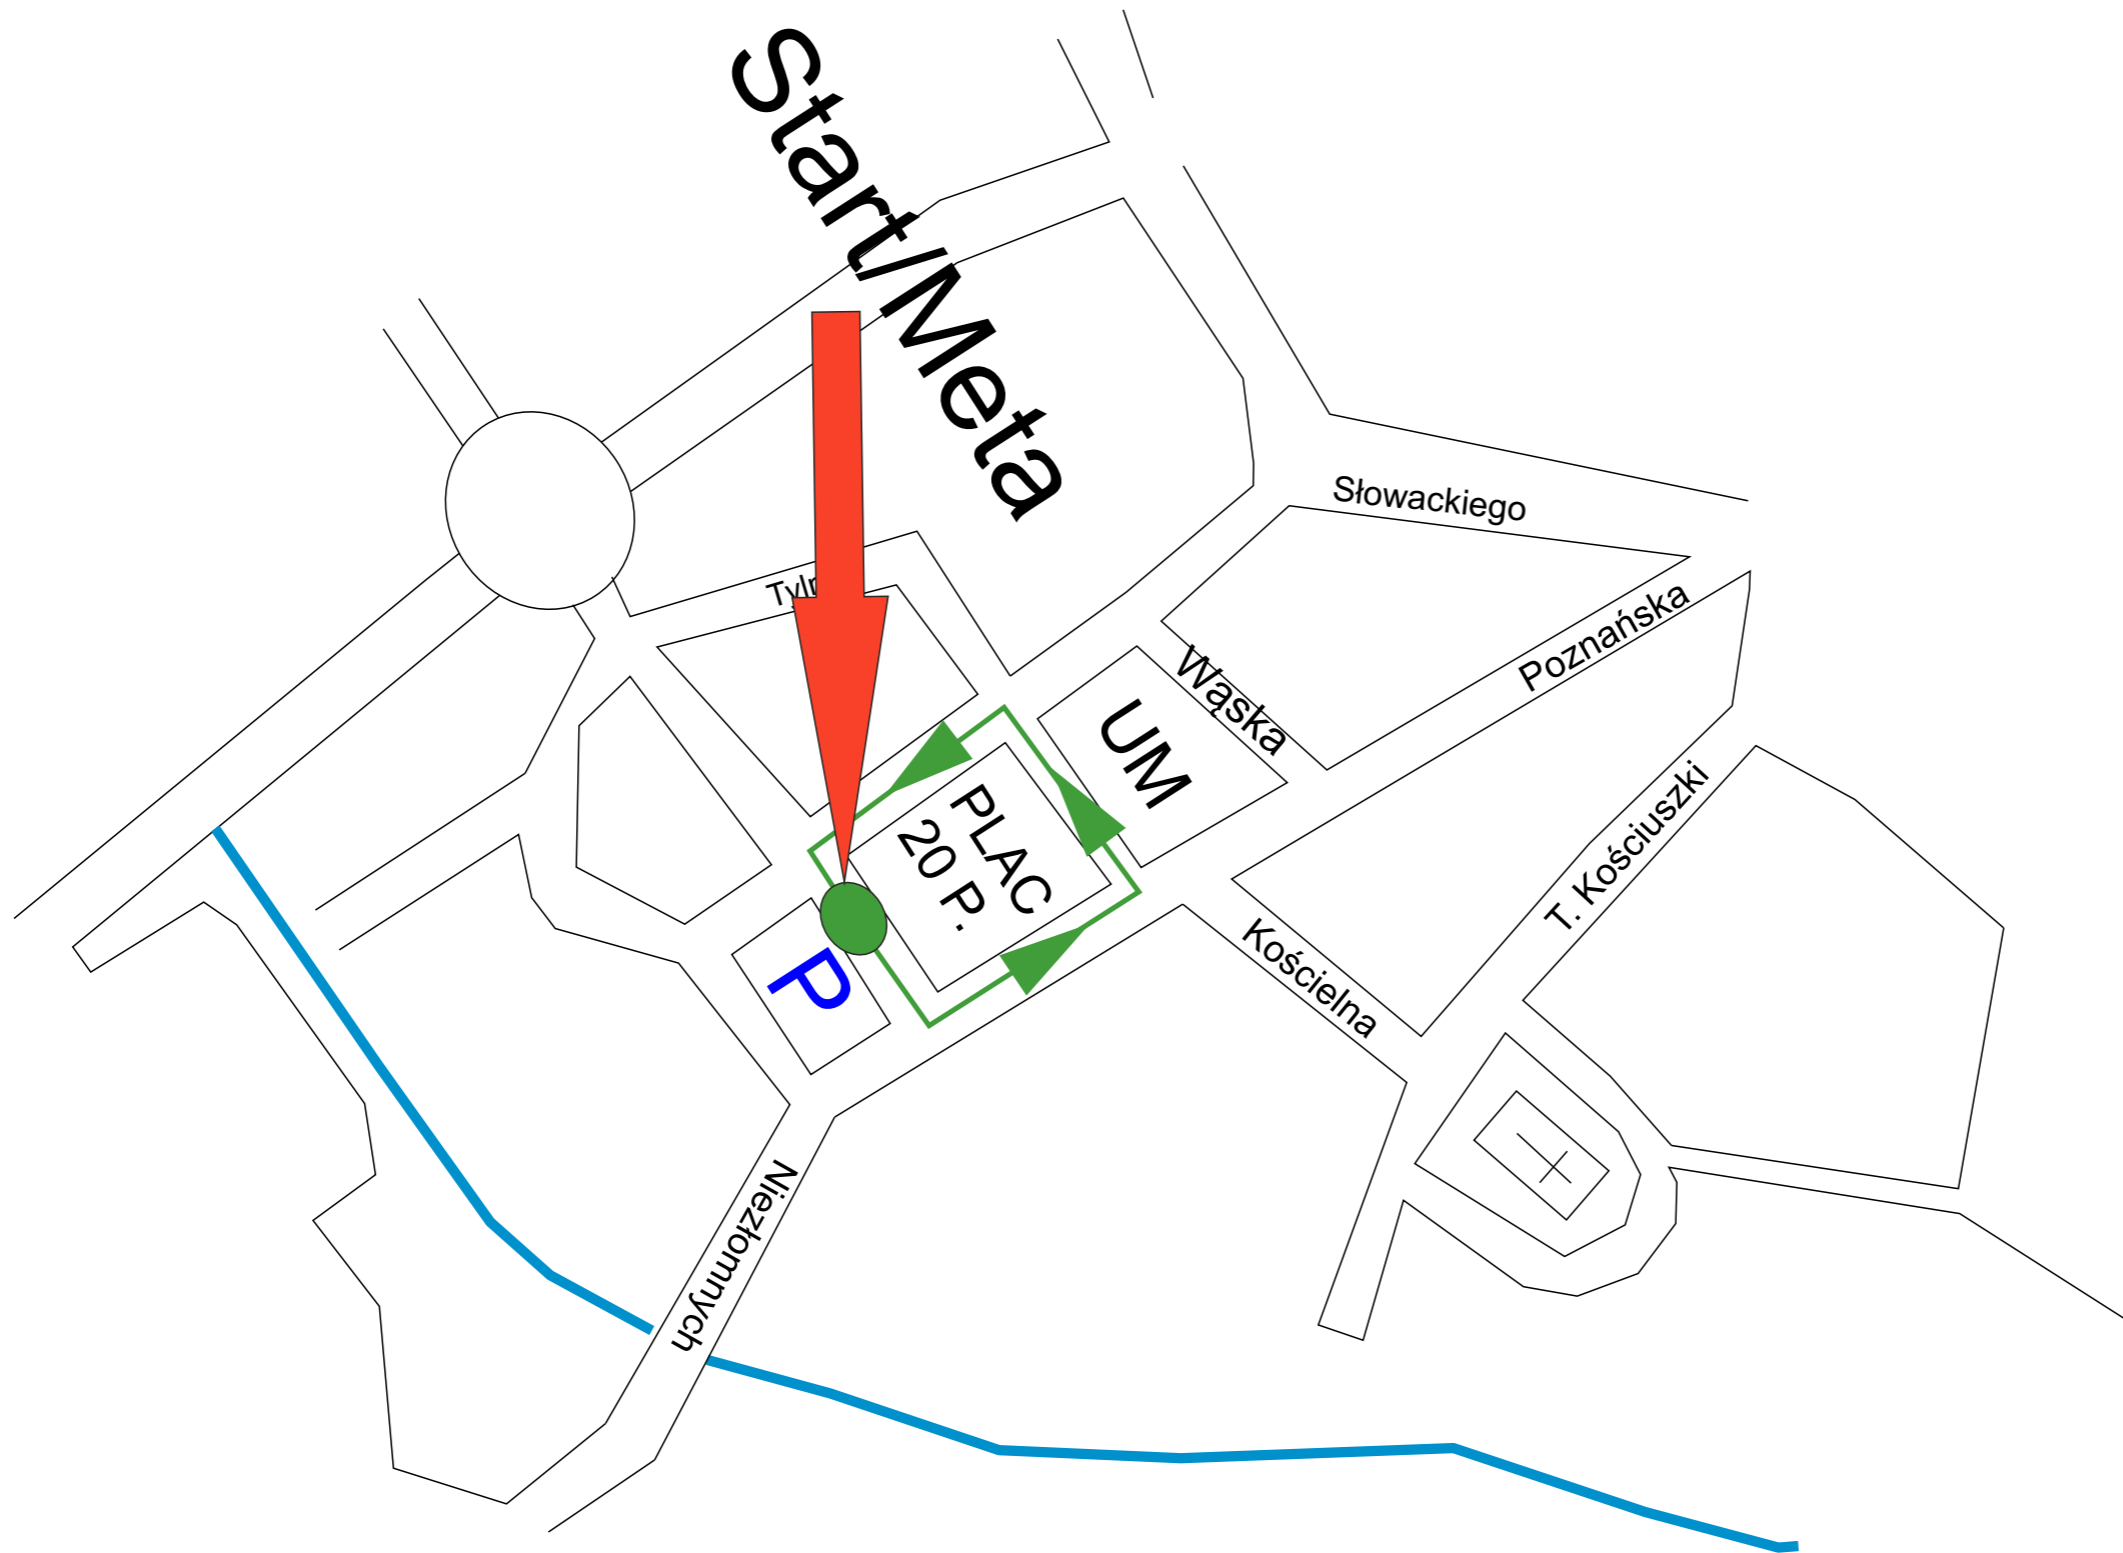 Start/Meta
Słowackiego
Poznańska
Wąska
UM
PLAC
20 P.
T. Kościuszki
Kościelna
P
Niezłomnych